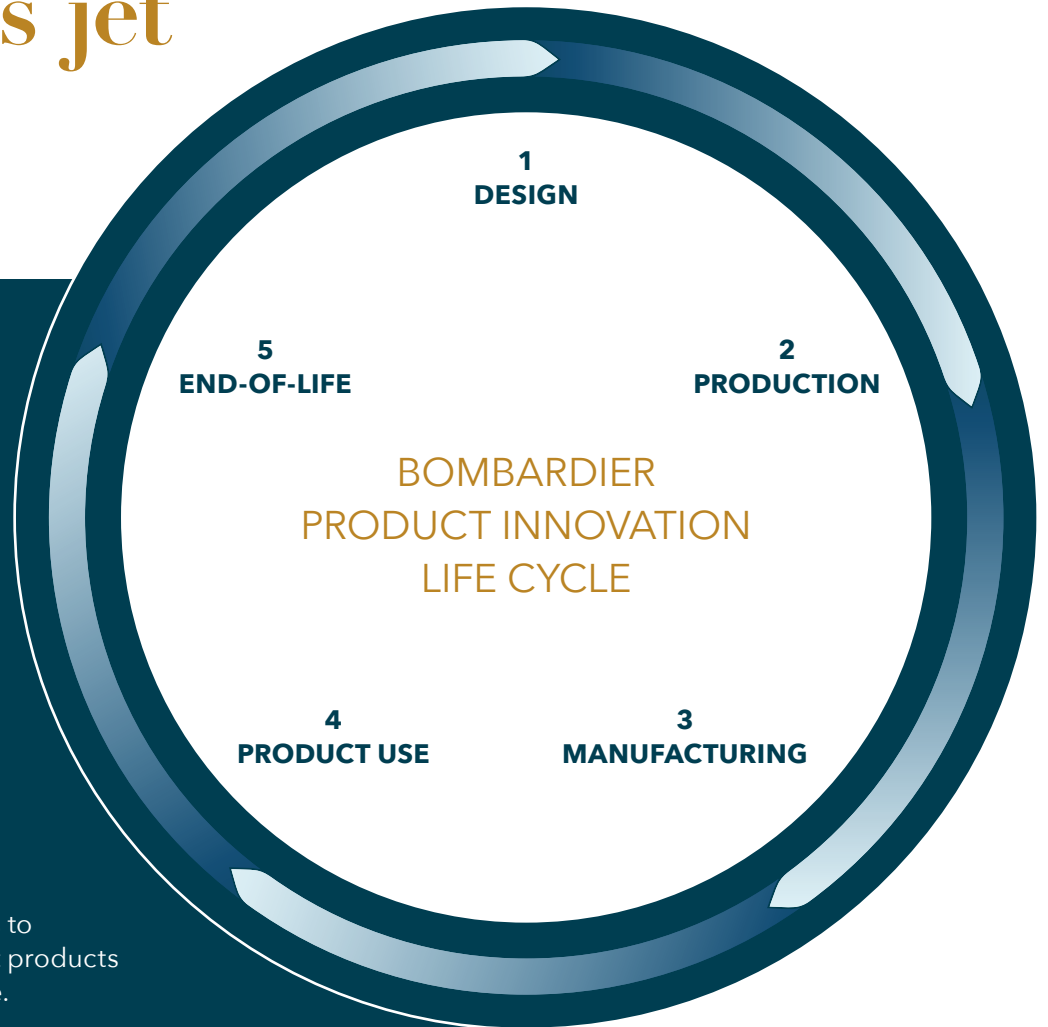 s jet
1
DESIGN
2
PRODUCTION
5
END-OF-LIFE
BOMBARDIER
PRODUCT INNOVATION
LIFE CYCLE
4
PRODUCT USE
3
MANUFACTURING
to
products